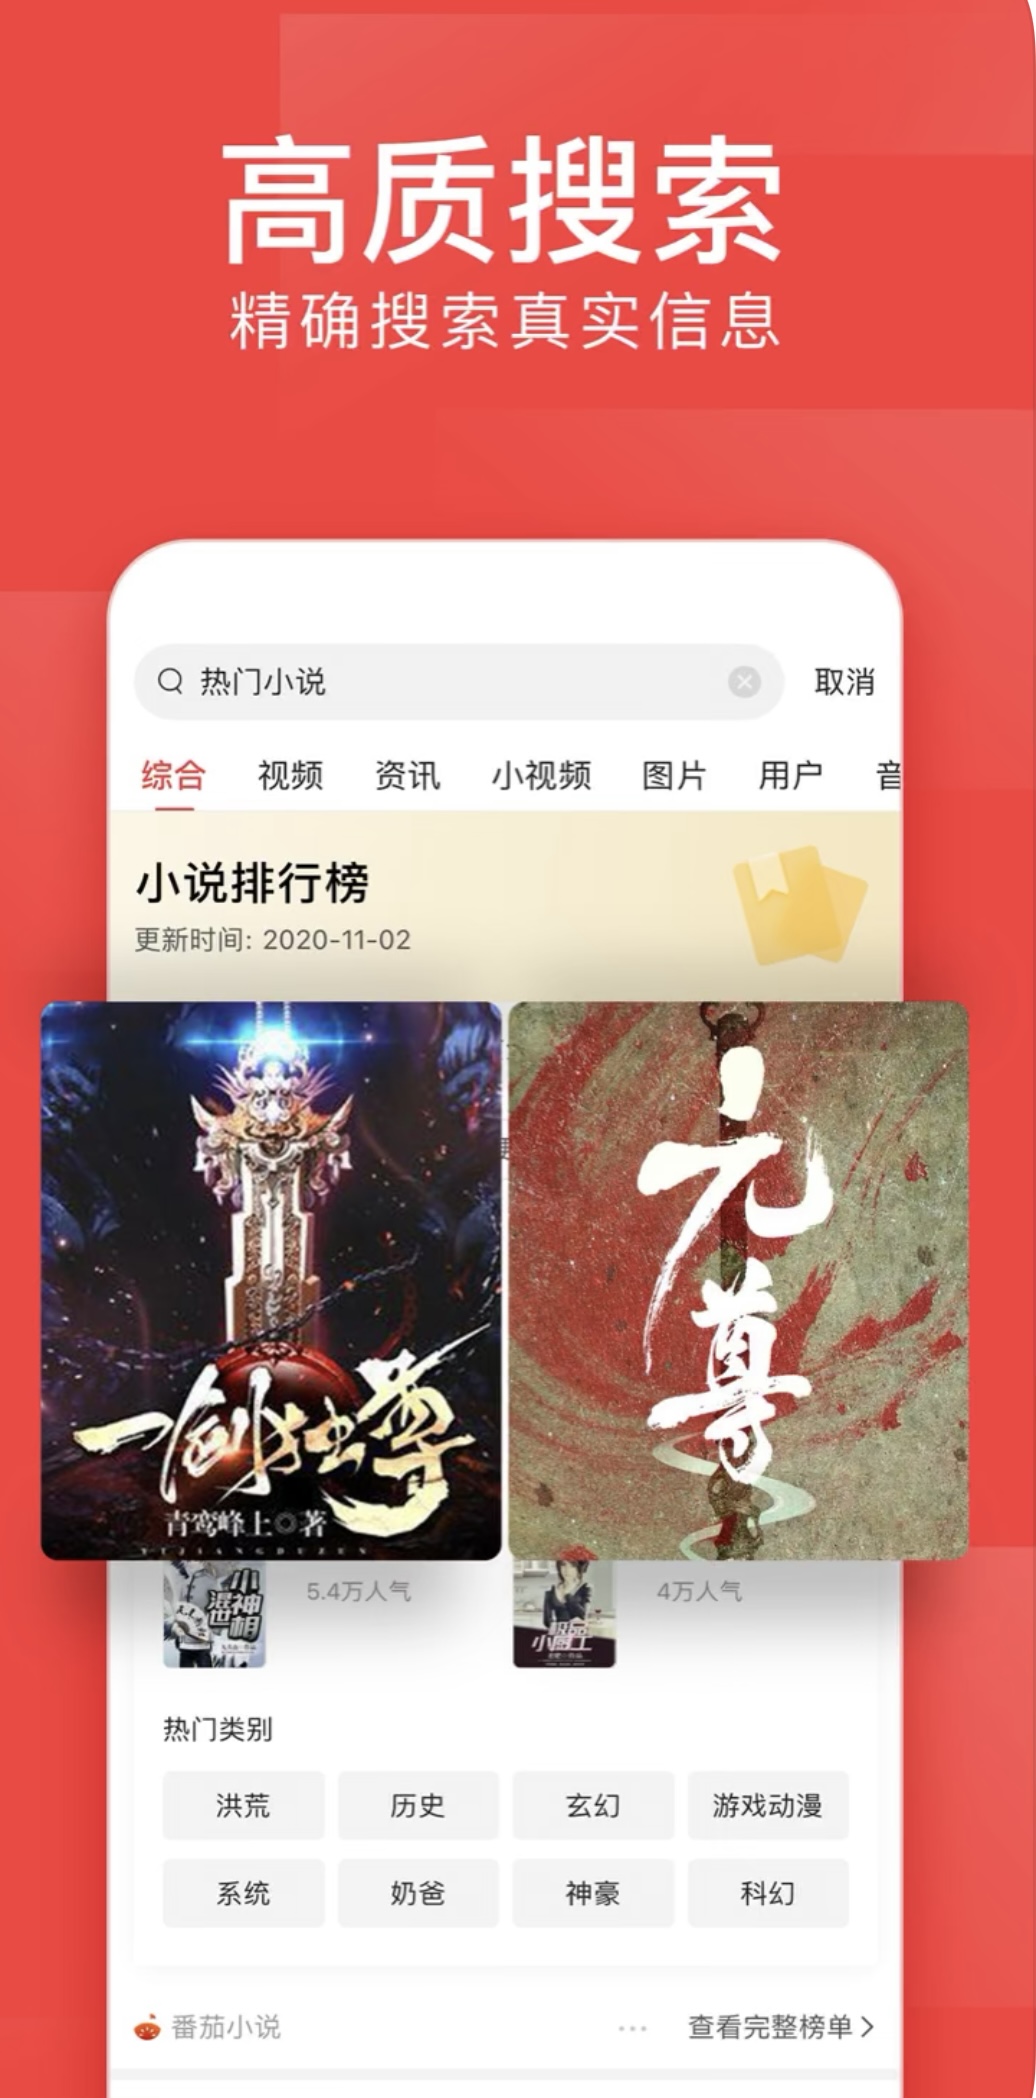 高质搜索
精确搜索真实信息
热门小说
取消
综合 视频 资讯 小视频 图片 用户 音
小说排行榜
更新时间: 2020-11-02
一剑独尊
青鸾峰上◎著
YIJIANGDUZUN
元尊
混世小神相
5.4万人气
极品小厨工
4万人气
热门类别
洪荒 历史 玄幻 游戏动漫
系统 奶爸 神豪 科幻
番茄小说
··· 查看完整榜单